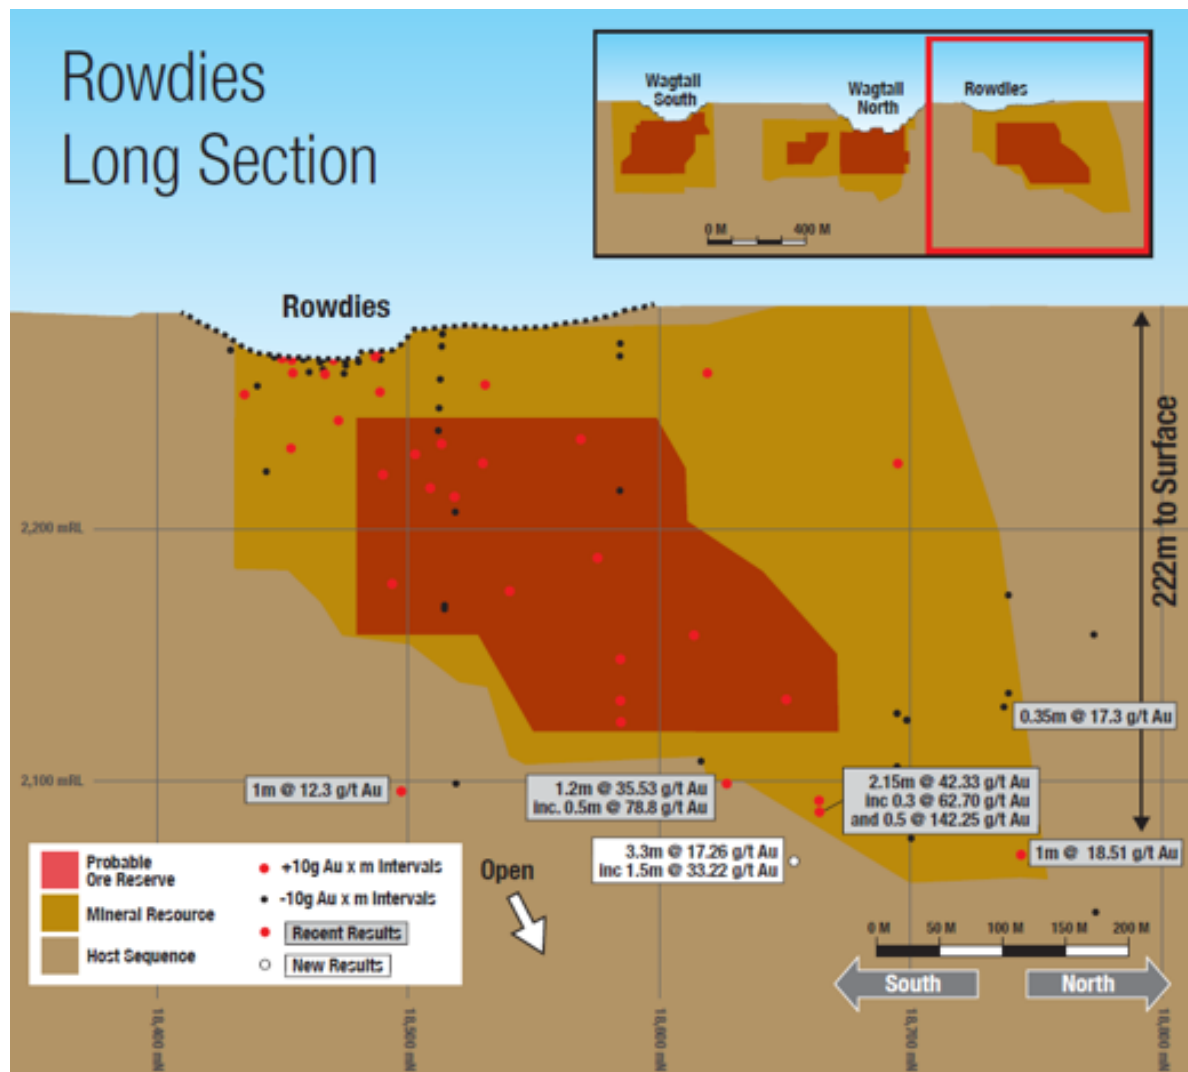 Rowdies
Long Section
Wagtail
South
Wagtail
North
Rowdies
0 M
400 M
Rowdies
222m to Surface
2,200 mRL
0.35m @ 17.3 g/t Au
2,100 mRL
1m @ 12.3 g/t Au
1.2m @ 35.53 g/t Au
inc. 0.5m @ 78.8 g/t Au
2.15m @ 42.33 g/t Au
inc 0.3 @ 62.70 g/t Au
and 0.5 @ 142.25 g/t Au
3.3m @ 17.26 g/t Au
inc 1.5m @ 33.22 g/t Au
1m @ 18.51 g/t Au
Open
Probable
Ore Reserve
Mineral Resource
Host Sequence
+10g Au x m Intervals
-10g Au x m Intervals
Recent Results
New Results
0 M 50 M 100 M 150 M 200 M
South
North
18,400 mN
18,500 mN
18,600 mN
18,700 mN
18,800 mN